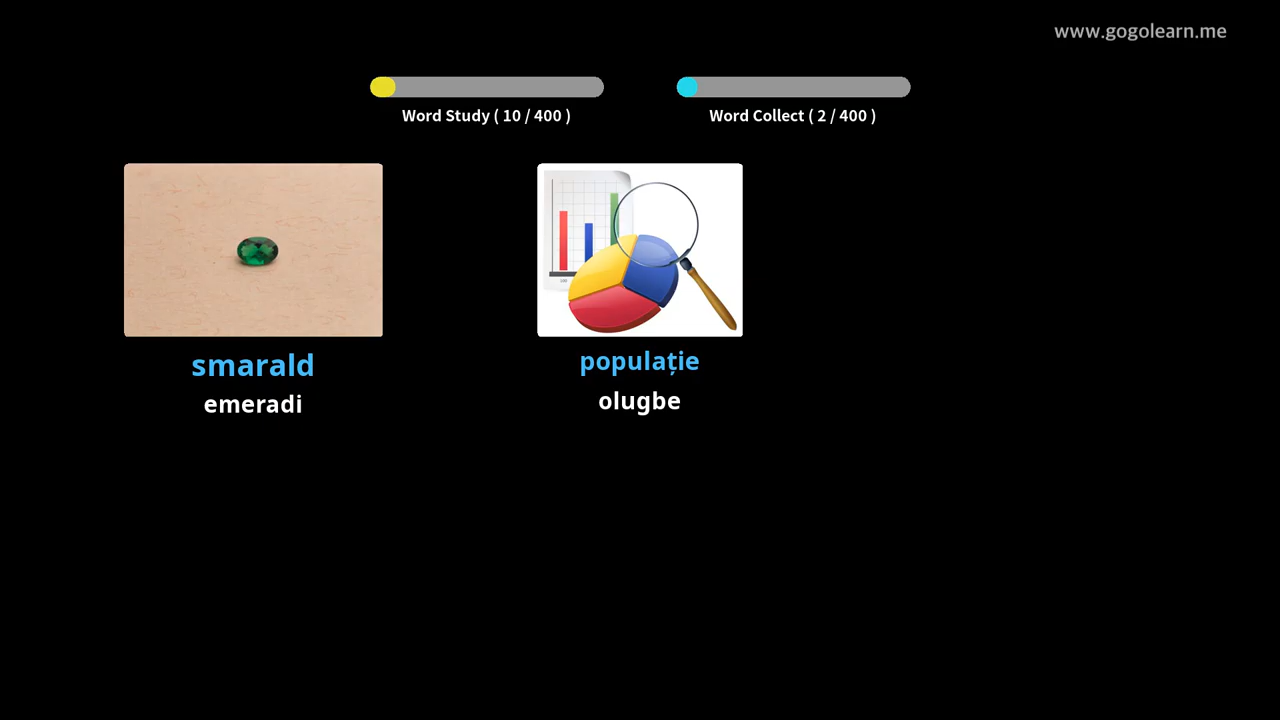 www.gogolearn.me
Word Study ( 10 / 400 )
Word Collect ( 2 / 400 )
smarald
emeradi
populație
olugbe